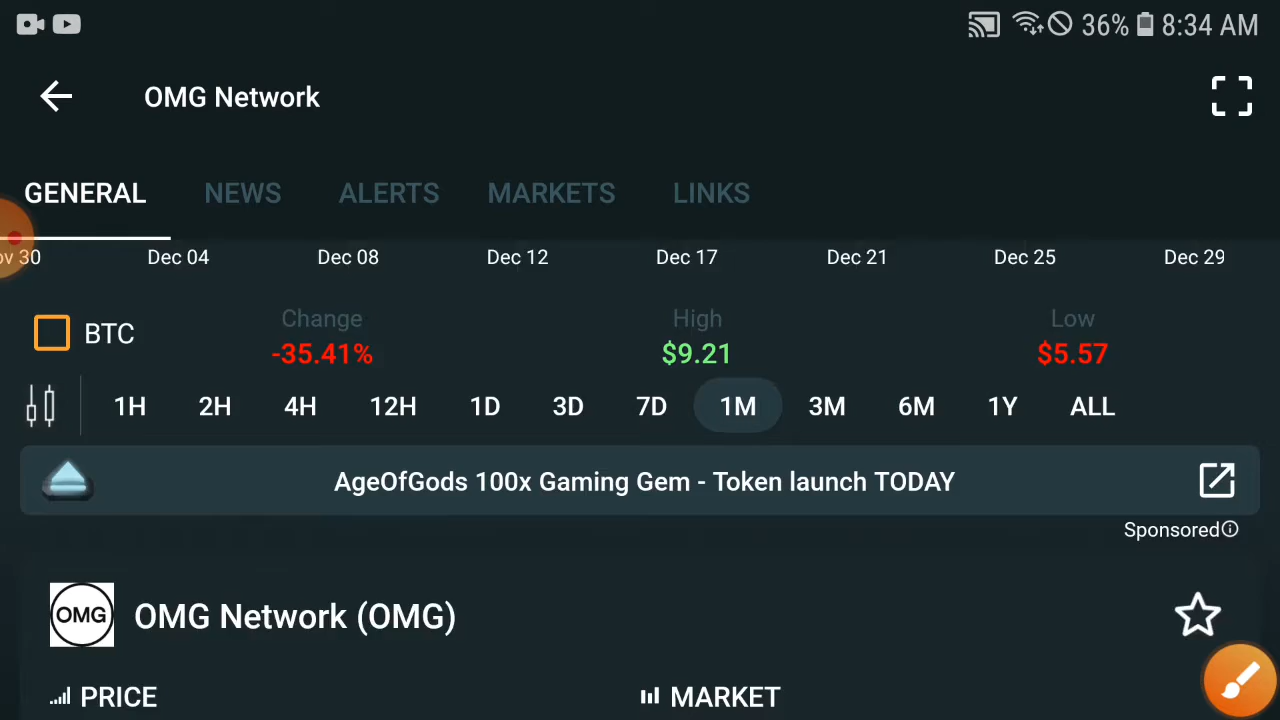 36% 8:34 AM
OMG Network
GENERAL NEWS ALERTS MARKETS LINKS
ov 30 Dec 04 Dec 08 Dec 12 Dec 17 Dec 21 Dec 25 Dec 29
Change High Low
BTC -35.41% $9.21 $5.57
1H 2H 4H 12H 1D 3D 7D 1M 3M 6M 1Y ALL
AgeOfGods 100x Gaming Gem - Token launch TODAY
Sponsored
OMG OMG Network (OMG)
PRICE MARKET